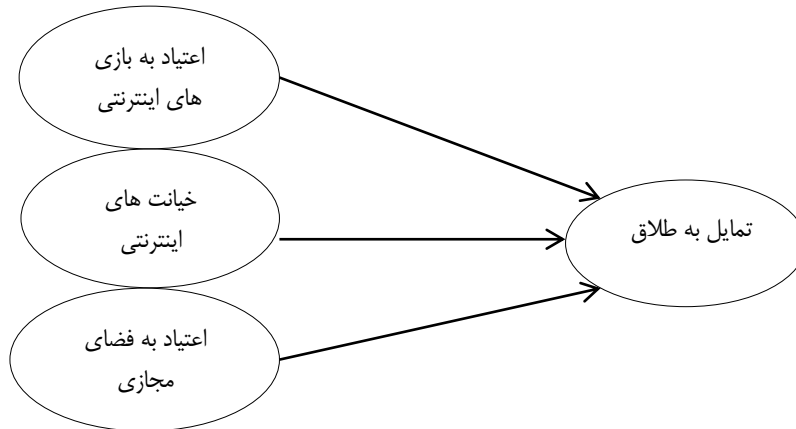 اعتیاد به بازی
های اینترنتی
خیانت های
اینترنتی
تمایل به طلاق
اعتیاد به فضای
مجازی